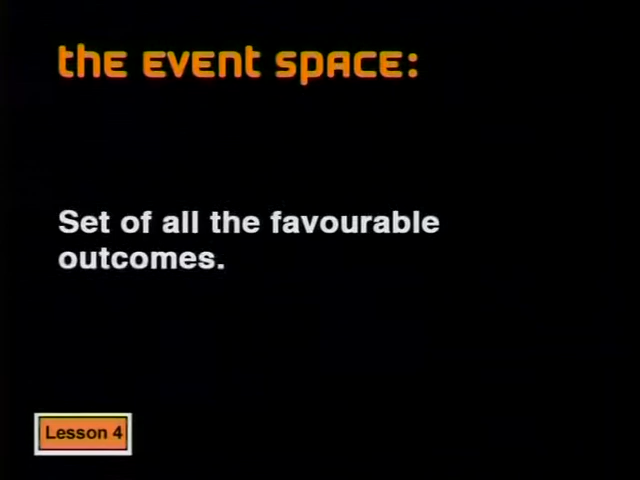 the EVENT SPACE:
Set of all the favourable
outcomes.
Lesson 4